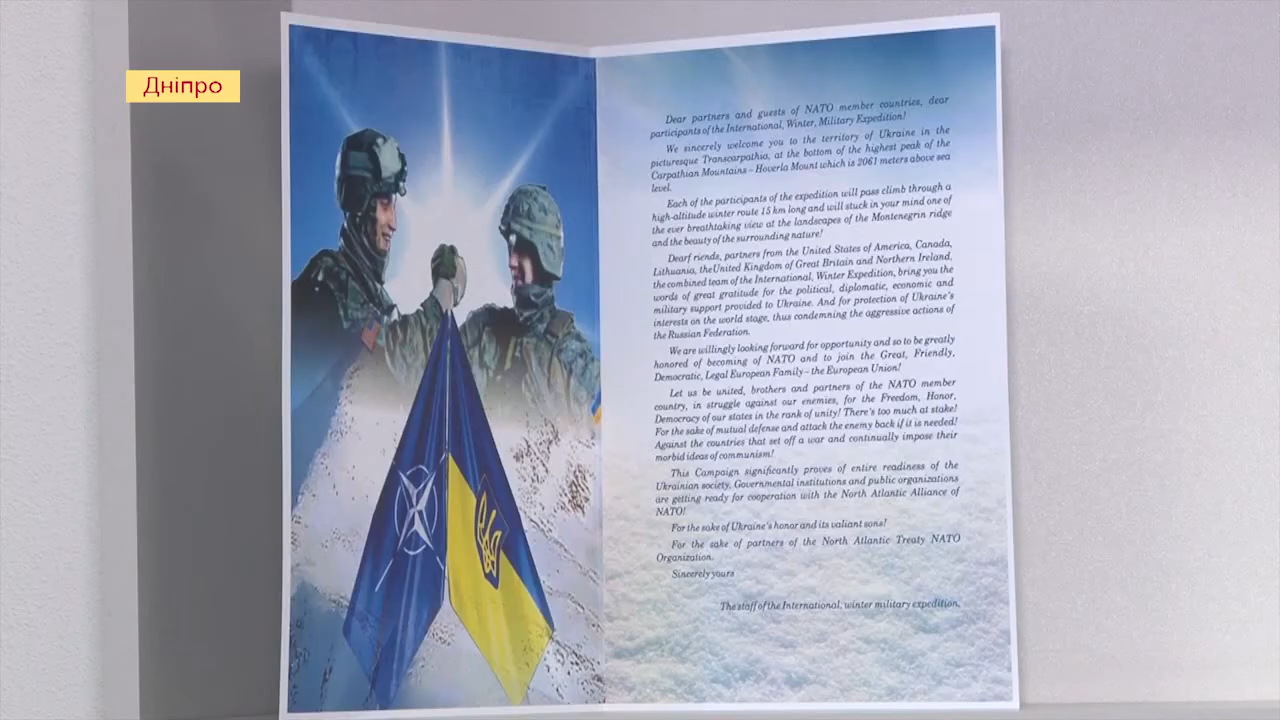 Дніпро
Dear partners and guests of NATO member countries, dear
participants of the International, Winter, Military Expedition!
We sincerely welcome you to the territory of Ukraine in the
picturesque Transcarpathia, at the bottom of the highest peak of the
Carpathian Mountains – Hoverla Mount which is 2061 meters above sea
level.
Each of the participants of the expedition will pass climb through a
high-altitude winter route 15 km long and will stuck in your mind one of
the ever breathtaking view at the landscapes of the Montenegrin ridge
and the beauty of the surrounding nature!
Dearf riends, partners from the United States of America, Canada,
Lithuania, theUnited Kingdom of Great Britain and Northern Ireland,
the combined team of the International, Winter Expedition, bring you the
words of great gratitude for the political, diplomatic, economic and
military support provided to Ukraine. And for protection of Ukraine's
interests on the world stage, thus condemning the aggressive actions of
the Russian Federation.
We are willingly looking forward for opportunity and so to be greatly
honored of becoming of NATO and to join the Great, Friendly,
Democratic, Legal European Family – the European Union!
Let us be united, brothers and partners of the NATO member
country, in struggle against our enemies, for the Freedom, Honor,
Democracy of our states in the rank of unity! There's too much at stake!
For the sake of mutual defense and attack the enemy back if it is needed!
Against the countries that set off a war and continually impose their
morbid ideas of communism!
This Campaign significantly proves of entire readiness of the
Ukrainian society, Governmental institutions and public organizations
are getting ready for cooperation with the North Atlantic Alliance of
NATO!
For the sake of Ukraine's honor and its valiant sons!
For the sake of partners of the North Atlantic Treaty NATO
Organization.
Sincerely yours
The staff of the International, winter military expedition.